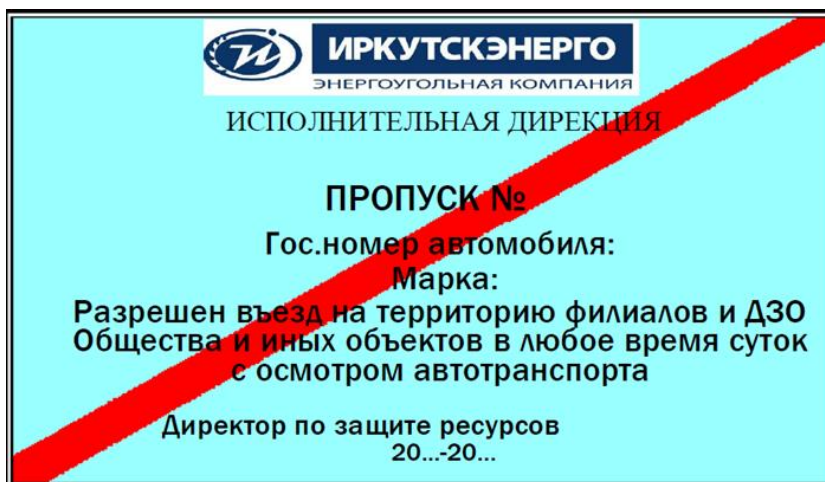 ИРКУТСКЭНЕРГО
ЭНЕРГОУГОЛЬНАЯ КОМПАНИЯ
ИСПОЛНИТЕЛЬНАЯ ДИРЕКЦИЯ
ПРОПУСК №
Гос.номер автомобиля:
Марка:
Разрешен въезд на территорию филиалов и ДЗО
Общества и иных объектов в любое время суток
с осмотром автотранспорта
Директор по защите ресурсов
20...-20...